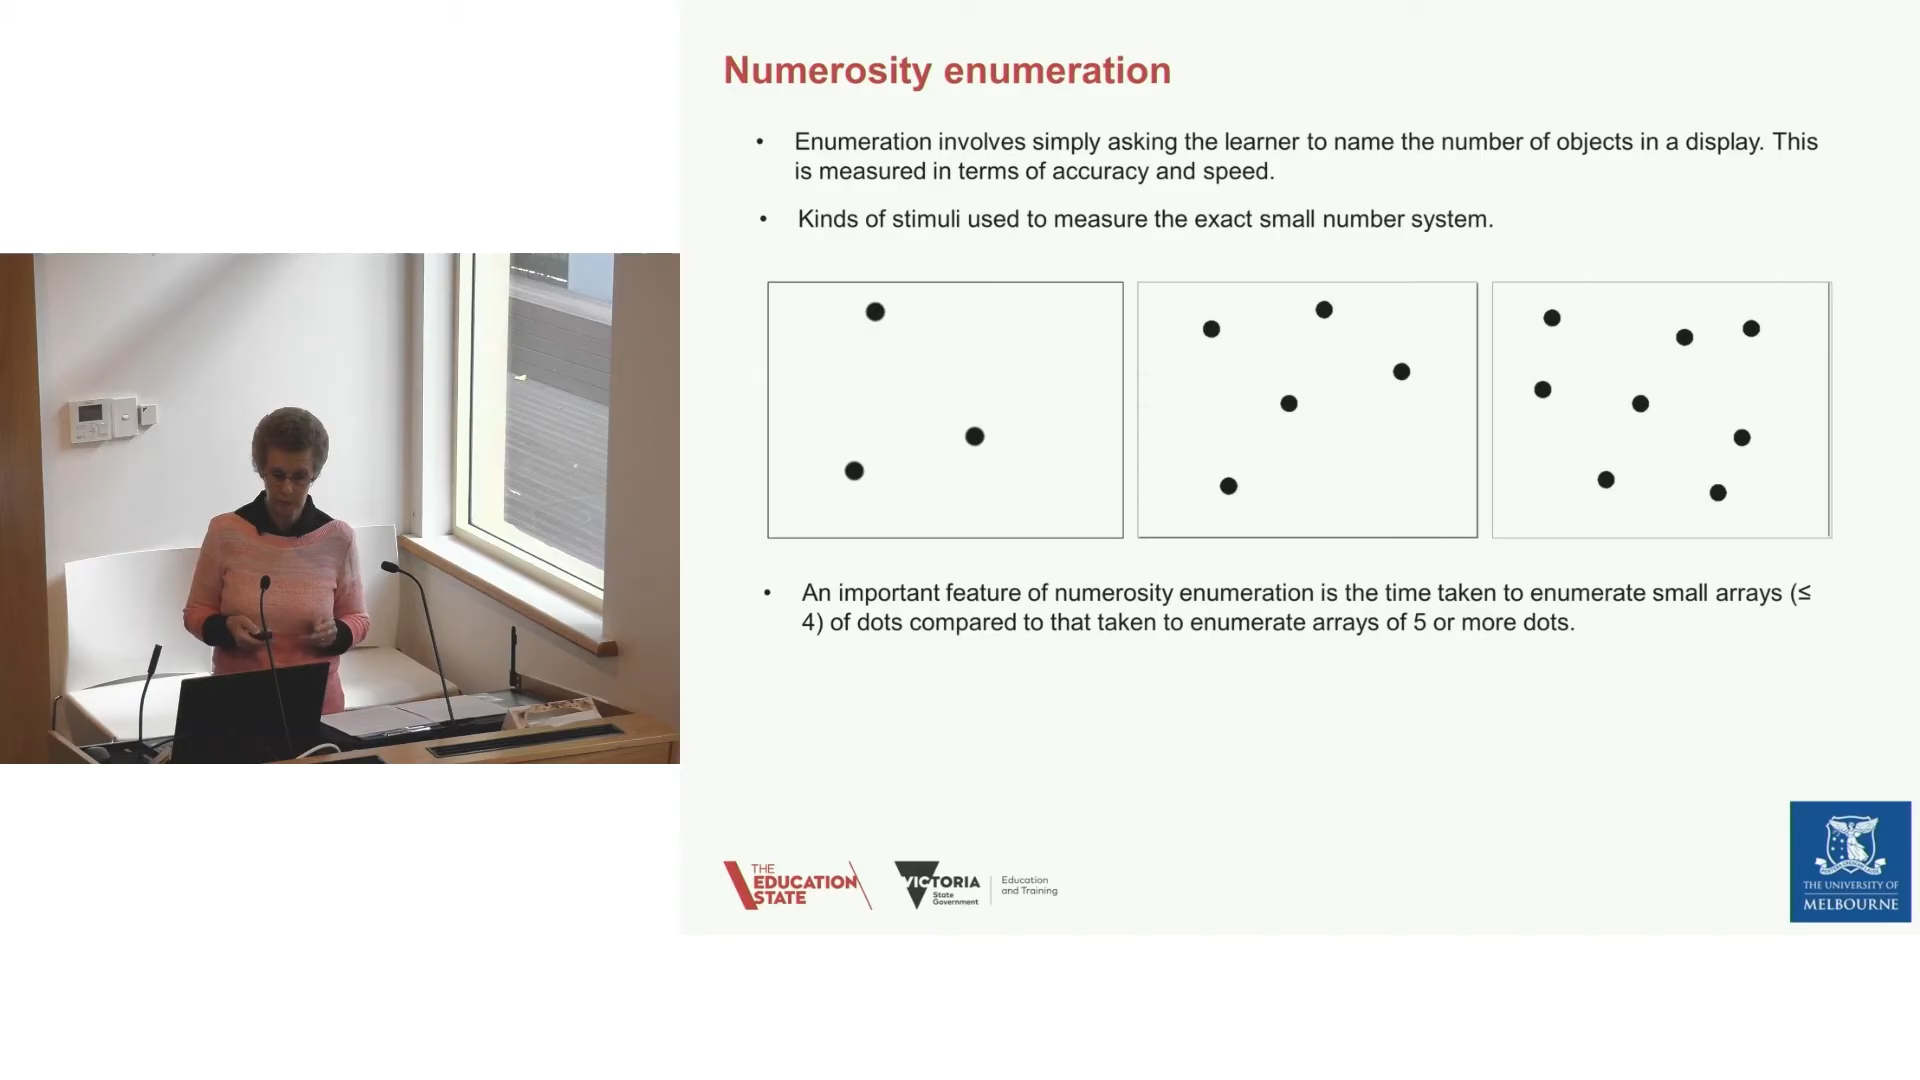 Numerosity enumeration
• Enumeration involves simply asking the learner to name the number of objects in a display. This
is measured in terms of accuracy and speed.
• Kinds of stimuli used to measure the exact small number system.
• An important feature of numerosity enumeration is the time taken to enumerate small arrays (≤
4) of dots compared to that taken to enumerate arrays of 5 or more dots.
THE
EDUCATION
STATE
VICTORIA
State
Government
Education
and Training
THE UNIVERSITY OF
MELBOURNE